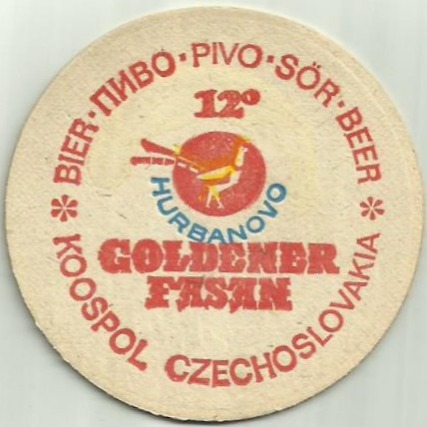 BIER · ПИВО · PIVO · SÖR · BEER
12°
HURBANOVO
GOLDENER
FASAN
* KOOSPOL CZECHOSLOVAKIA *